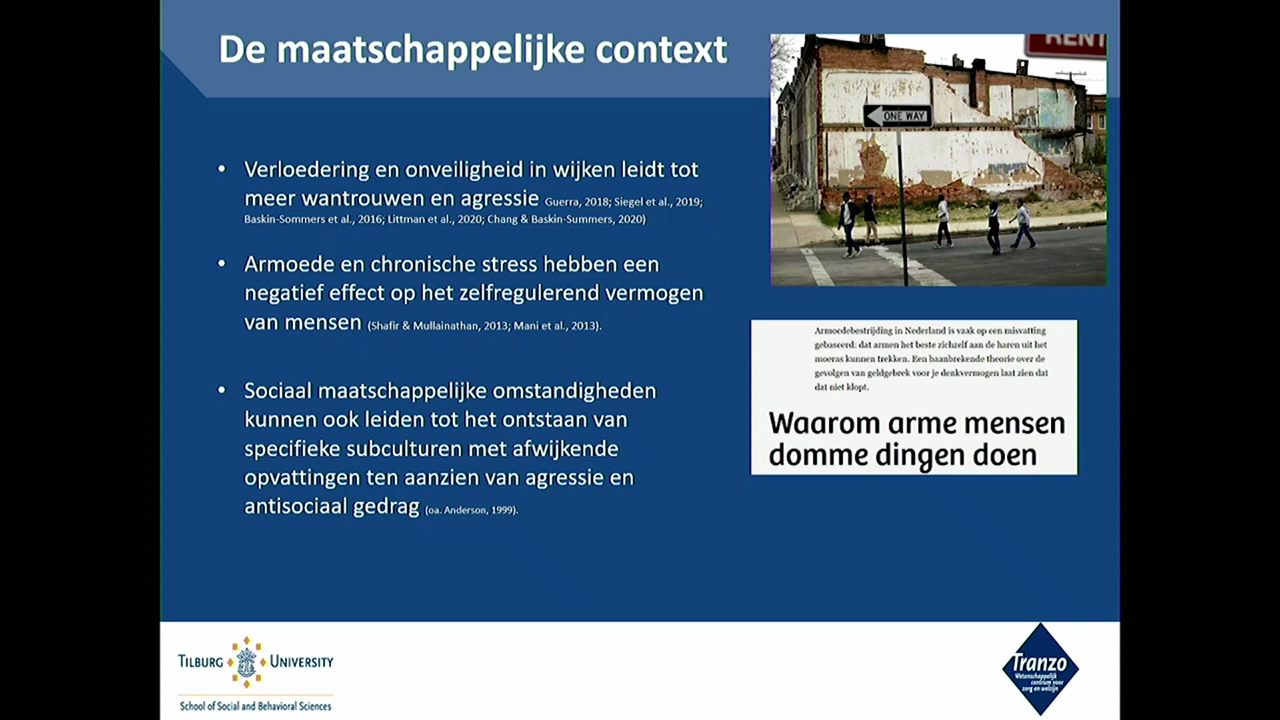 De maatschappelijke context
• Verloedering en onveiligheid in wijken leidt tot
meer wantrouwen en agressie Guerra, 2018; Siegel et al., 2019;
Baskin-Sommers et al., 2016; Littman et al., 2020; Chang & Baskin-Summers, 2020)
• Armoede en chronische stress hebben een
negatief effect op het zelfregulerend vermogen
van mensen (Shafir & Mullainathan, 2013; Mani et al., 2013).
• Sociaal maatschappelijke omstandigheden
kunnen ook leiden tot het ontstaan van
specifieke subculturen met afwijkende
opvattingen ten aanzien van agressie en
antisociaal gedrag (oa. Anderson, 1999).
RENT
ONE WAY
Armoedebestrijding in Nederland is vaak op een misvatting
gebaseerd: dat armen het beste zichzelf aan de haren uit het
moeras kunnen trekken. Een baanbrekende theorie over de
gevolgen van geldgebrek voor je denkvermogen laat zien dat
dat niet klopt.
Waarom arme mensen
domme dingen doen
TILBURG UNIVERSITY
School of Social and Behavioral Sciences
Tranzo
Wetenschappelijk
centrum voor
zorg en welzijn